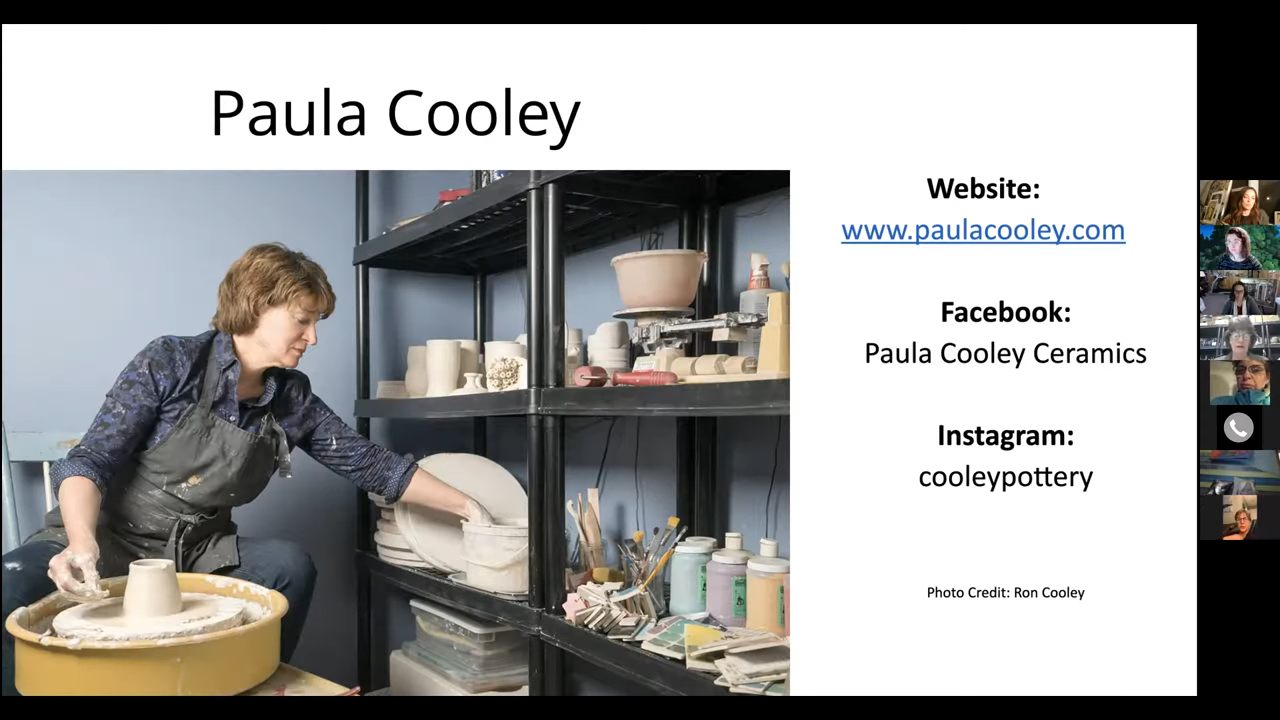 Paula Cooley
Website:
www.paulacooley.com
Facebook:
Paula Cooley Ceramics
Instagram:
cooleypottery
Photo Credit: Ron Cooley